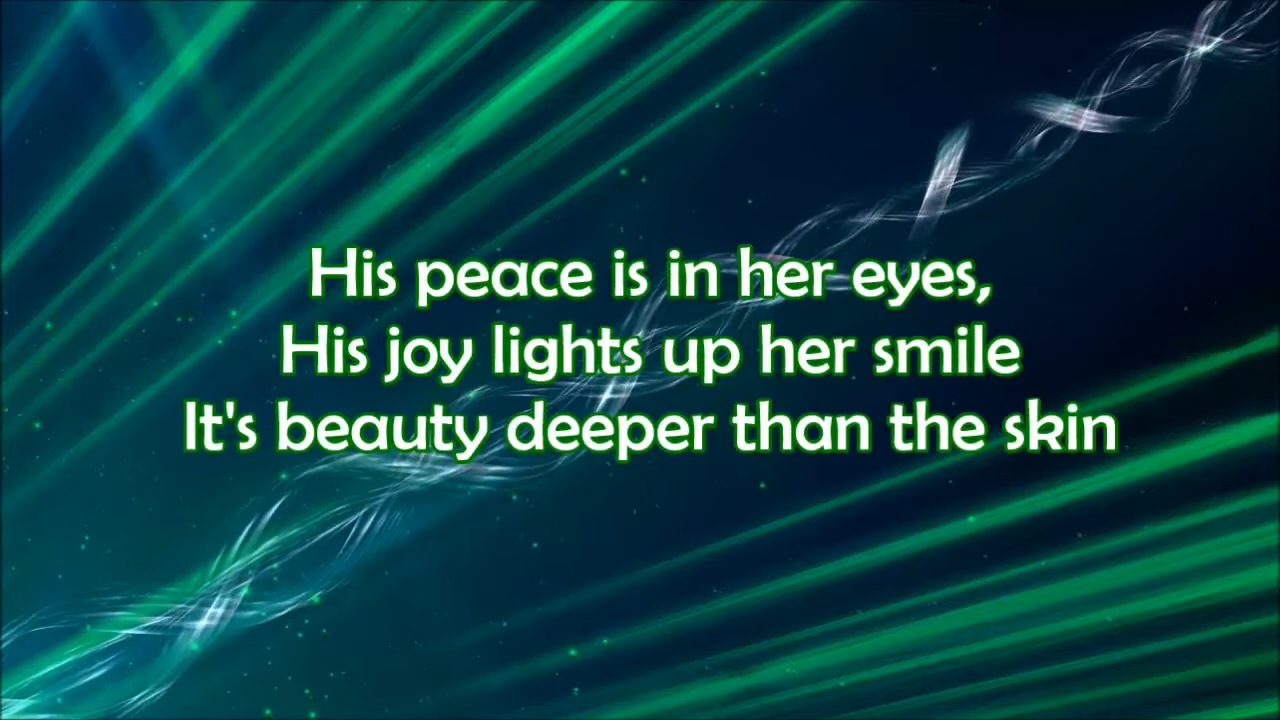 His peace is in her eyes,
His joy lights up her smile
It's beauty deeper than the skin